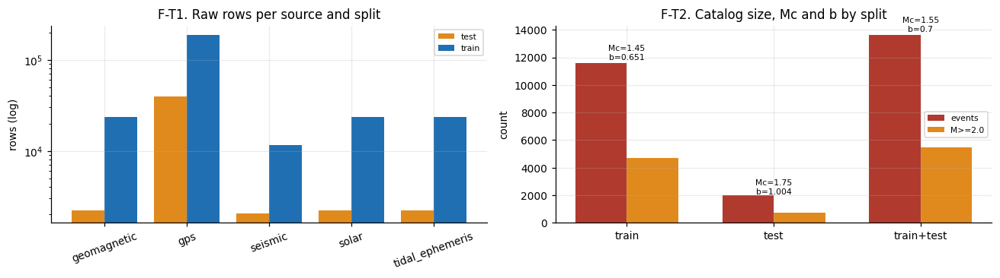 F-T1. Raw rows per source and split
rows (log)
10^5
10^4
test
train
geomagnetic
gps
seismic
solar
tidal_ephemeris
F-T2. Catalog size, Mc and b by split
count
14000
12000
10000
8000
6000
4000
2000
0
Mc=1.45
b=0.651
Mc=1.75
b=1.004
Mc=1.55
b=0.7
events
M>=2.0
train
test
train+test